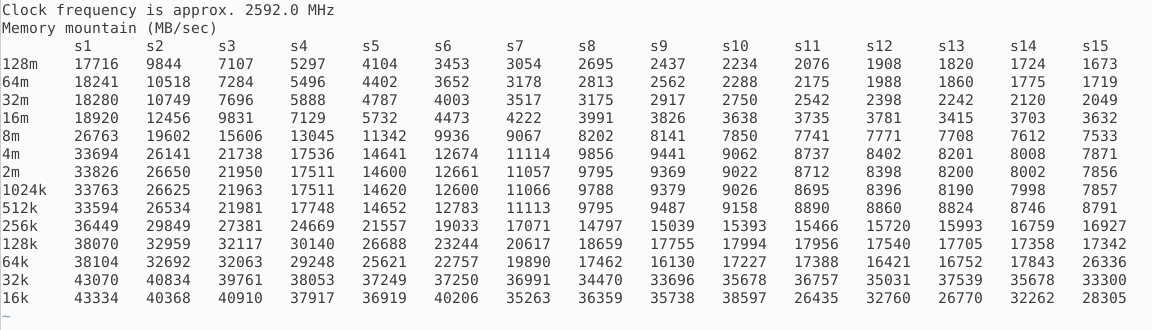 Clock frequency is approx. 2592.0 MHz
Memory mountain (MB/sec)
s1 s2 s3 s4 s5 s6 s7 s8 s9 s10 s11 s12 s13 s14 s15
128m 17716 9844 7107 5297 4104 3453 3054 2695 2437 2234 2076 1908 1820 1724 1673
64m 18241 10518 7284 5496 4402 3652 3178 2813 2562 2288 2175 1988 1860 1775 1719
32m 18280 10749 7696 5888 4787 4003 3517 3175 2917 2750 2542 2398 2242 2120 2049
16m 18920 12456 9831 7129 5732 4473 4222 3991 3826 3638 3735 3781 3415 3703 3632
8m 26763 19602 15606 13045 11342 9936 9067 8202 8141 7850 7741 7771 7708 7612 7533
4m 33694 26141 21738 17536 14641 12674 11114 9856 9441 9062 8737 8402 8201 8008 7871
2m 33826 26650 21950 17511 14600 12661 11057 9795 9369 9022 8712 8398 8200 8002 7856
1024k 33763 26625 21963 17511 14620 12600 11066 9788 9379 9026 8695 8396 8190 7998 7857
512k 33594 26534 21981 17748 14652 12783 11113 9795 9487 9158 8890 8860 8824 8746 8791
256k 36449 29849 27381 24669 21557 19033 17071 14797 15039 15393 15466 15720 15993 16759 16927
128k 38070 32959 32117 30140 26688 23244 20617 18659 17755 17994 17956 17540 17705 17358 17342
64k 38104 32692 32063 29248 25621 22757 19890 17462 16130 17227 17388 16421 16752 17843 26336
32k 43070 40834 39761 38053 37249 37250 36991 34470 33696 35678 36757 35031 37539 35678 33300
16k 43334 40368 40910 37917 36919 40206 35263 36359 35738 38597 26435 32760 26770 32262 28305
~